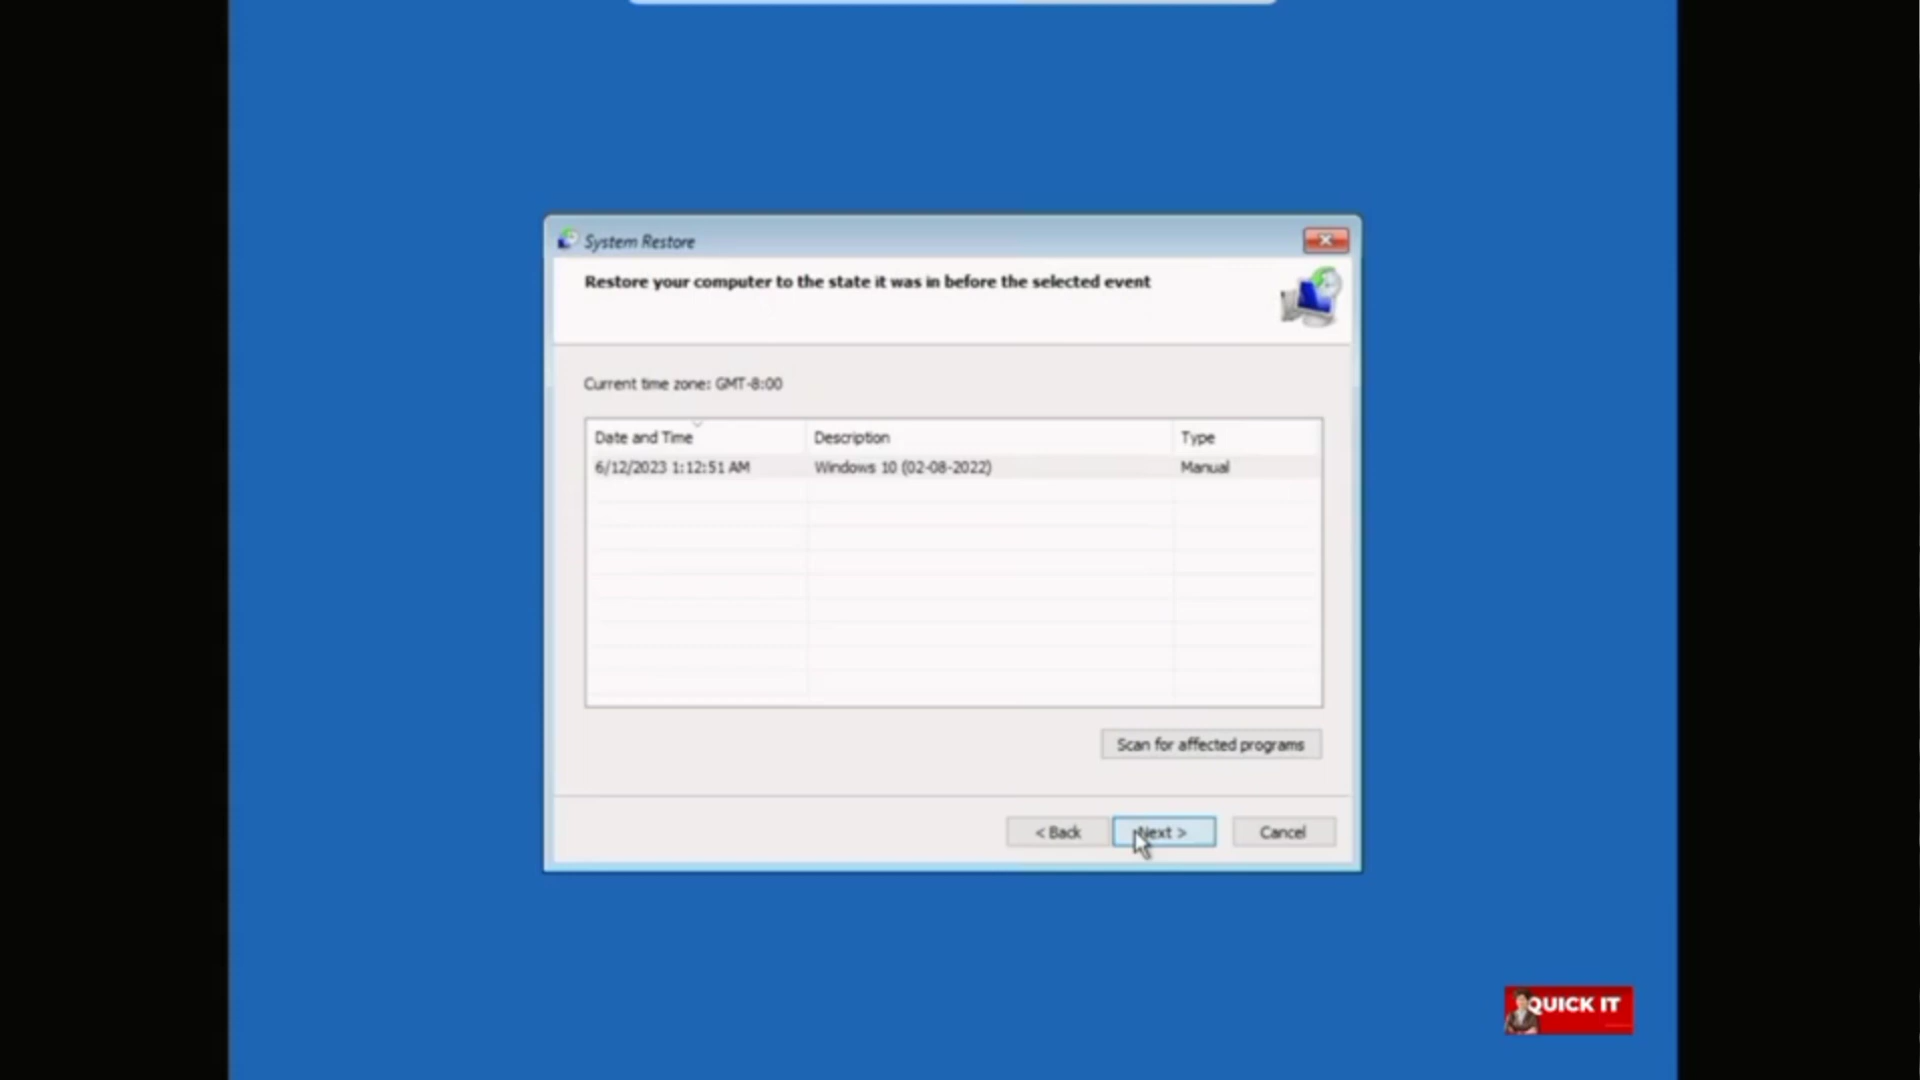 System Restore
Restore your computer to the state it was in before the selected event
Current time zone: GMT-8:00
Date and Time Description Type
6/12/2023 1:12:51 AM Windows 10 (02-08-2022) Manual
Scan for affected programs
< Back Next > Cancel
QUICK IT